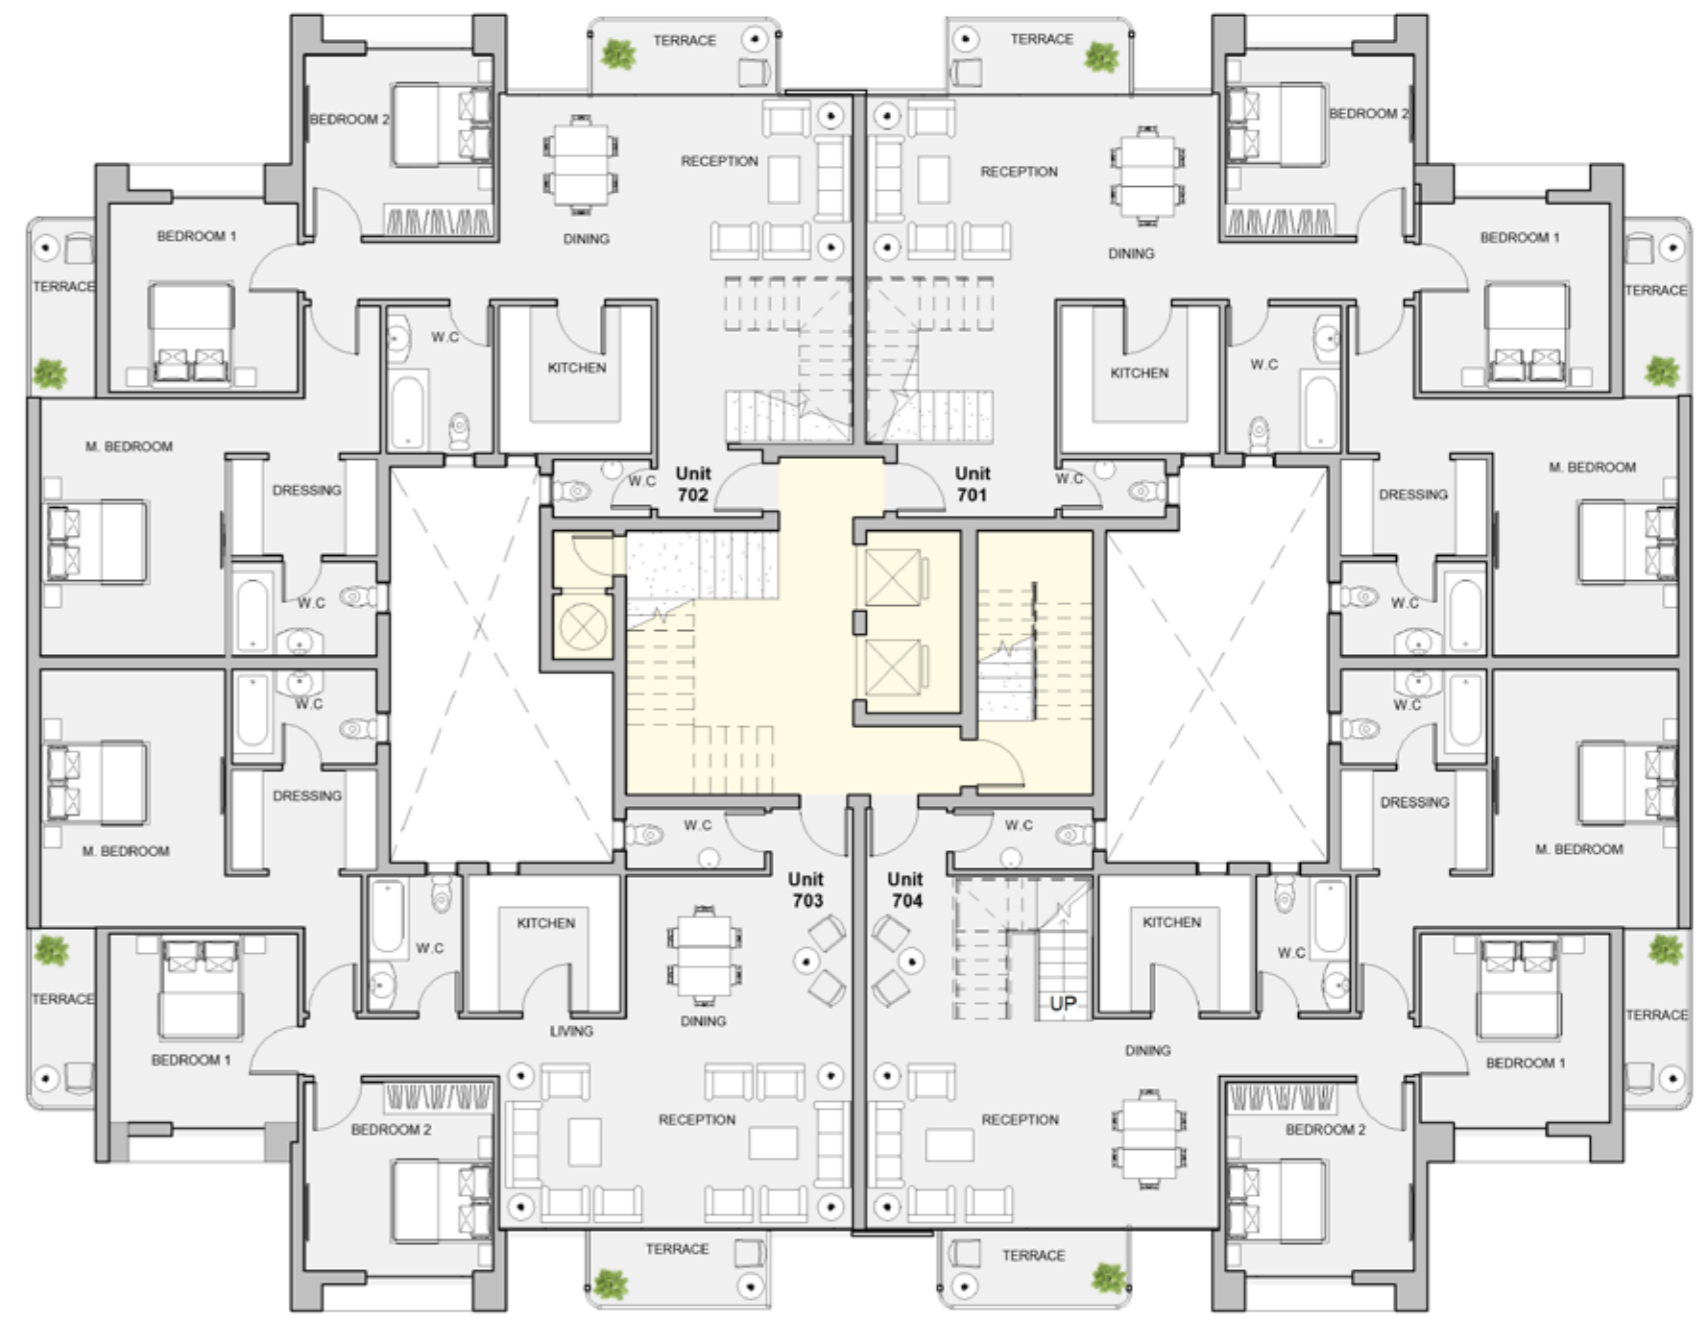 TERRACE
TERRACE
BEDROOM 2
BEDROOM 2
RECEPTION
RECEPTION
BEDROOM 1
DINING
DINING
BEDROOM 1
TERRACE
TERRACE
W.C
KITCHEN
KITCHEN
W.C
M. BEDROOM
M. BEDROOM
DRESSING
W.C
Unit
702
Unit
701
W.C
DRESSING
W.C
W.C
W.C
W.C
DRESSING
DRESSING
M. BEDROOM
W.C
W.C
M. BEDROOM
Unit
703
Unit
704
KITCHEN
KITCHEN
W.C
W.C
TERRACE
UP
TERRACE
LIVING
DINING
BEDROOM 1
DINING
BEDROOM 1
BEDROOM 2
RECEPTION
RECEPTION
BEDROOM 2
TERRACE
TERRACE